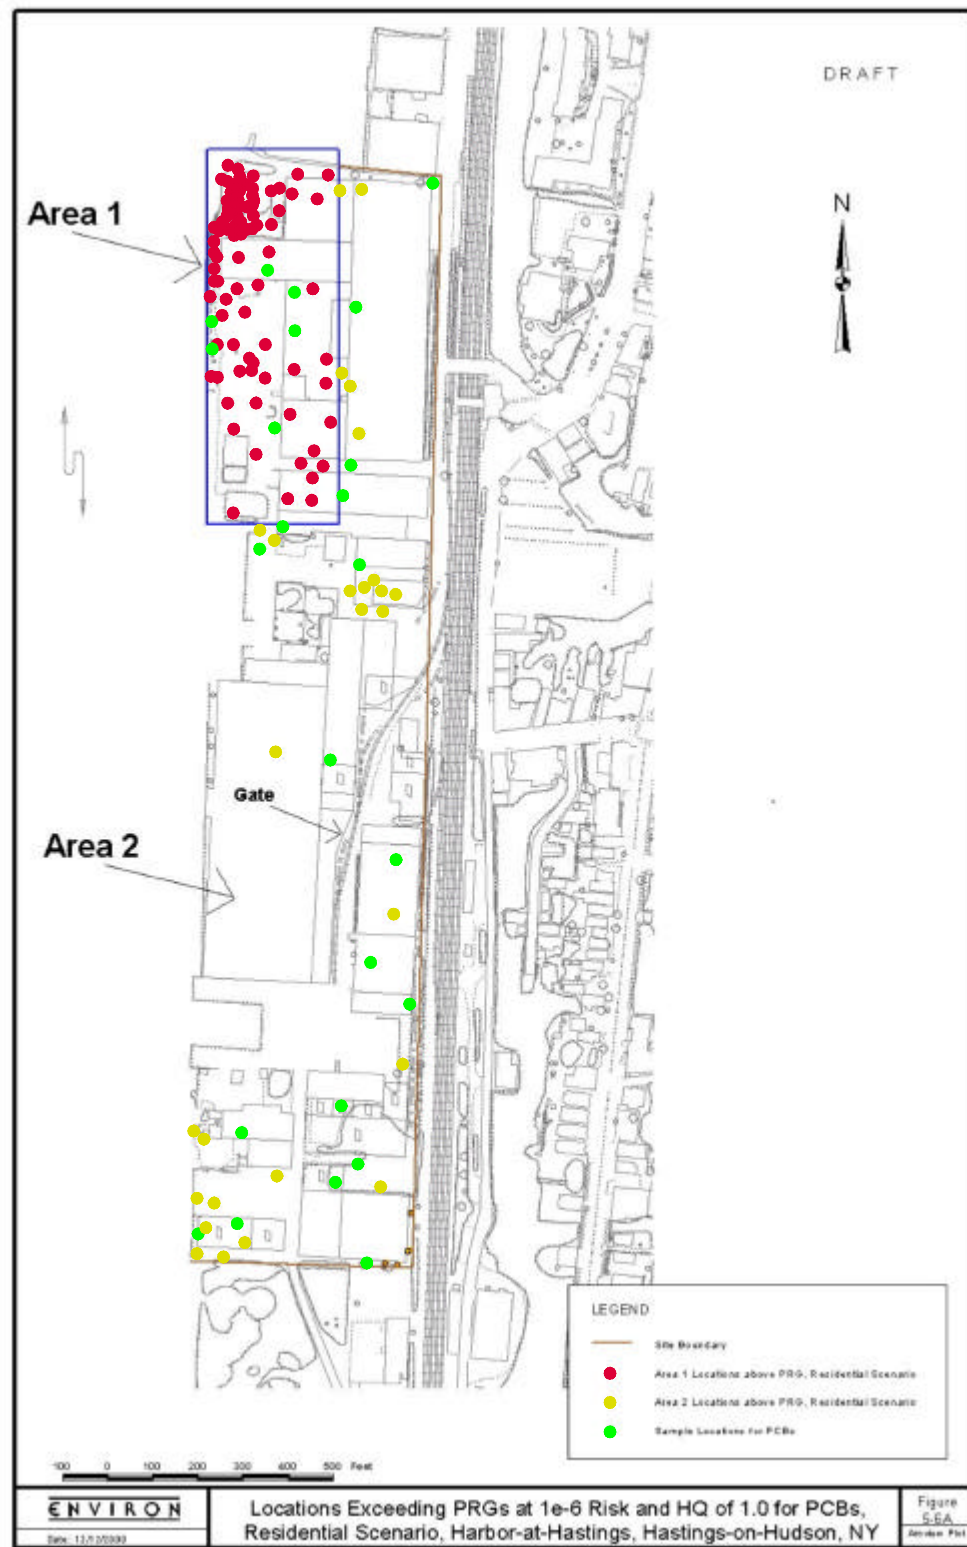 DRAFT
Area 1
N
Gate
Area 2
LEGEND
Site Boundary
Area 1 Locations above PRG, Residential Scenario
Area 2 Locations above PRG, Residential Scenario
Sample Locations for PCBs
100 0 100 200 300 400 500 Feet
ENVIRON
Locations Exceeding PRGs at 1e-6 Risk and HQ of 1.0 for PCBs,
Residential Scenario, Harbor-at-Hastings, Hastings-on-Hudson, NY
Figure
5-6A
Date: